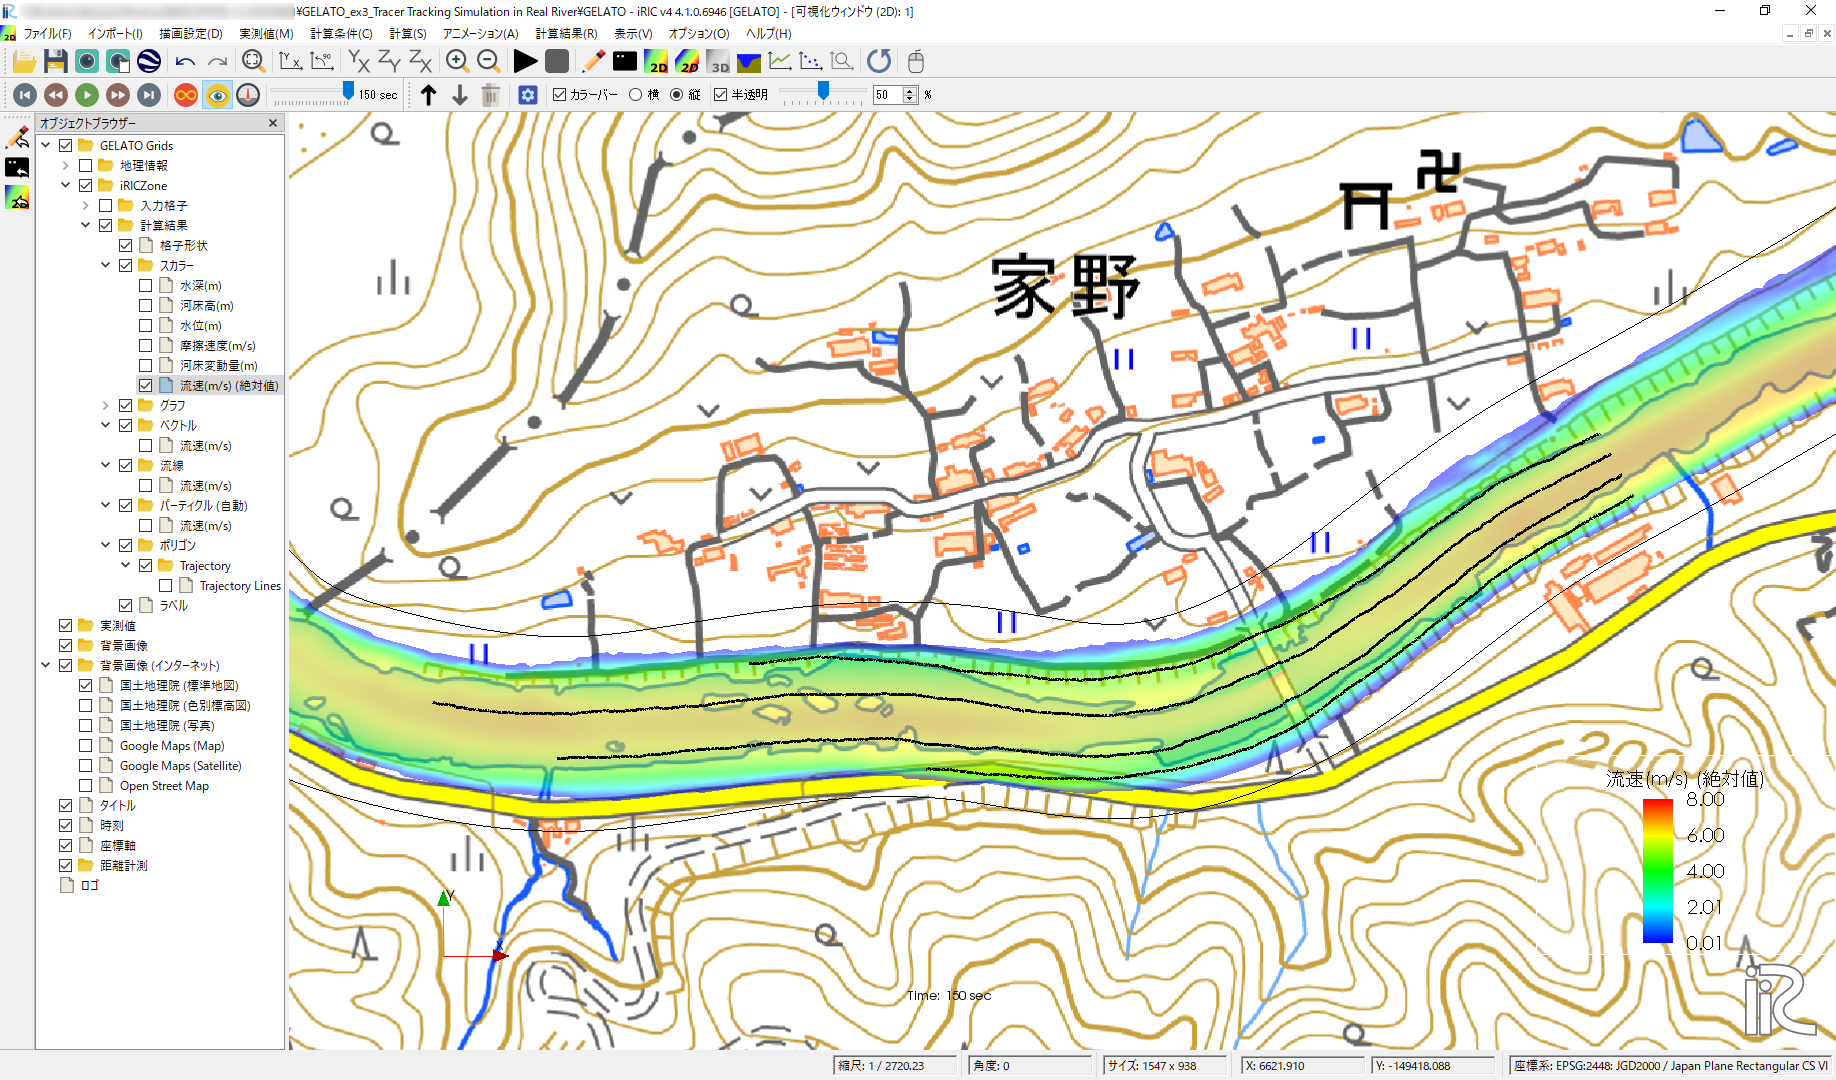 ¥GELATO_ex3_Tracer Tracking Simulation in Real River¥GELATO - iRIC v4 4.1.0.6946 [GELATO] - [可視化ウィンドウ (2D): 1]
ファイル(F) インポート(I) 描画設定(D) 実測値(M) 計算条件(C) 計算(S) アニメーション(A) 計算結果(R) 表示(V) オプション(O) ヘルプ(H)
2D 2D 3D
150 sec カラーバー 横 縦 半透明 50 %
オブジェクトブラウザー
GELATO Grids
地理情報
iRICZone
入力格子
計算結果
格子形状
スカラー
水深(m)
河床高(m)
水位(m)
摩擦速度(m/s)
河床変動量(m)
流速(m/s) (絶対値)
グラフ
ベクトル
流速(m/s)
流線
流速(m/s)
パーティクル (自動)
流速(m/s)
ポリゴン
Trajectory
Trajectory Lines
ラベル
実測値
背景画像
背景画像 (インターネット)
国土地理院 (標準地図)
国土地理院 (色別標高図)
国土地理院 (写真)
Google Maps (Map)
Google Maps (Satellite)
Open Street Map
タイトル
時刻
座標軸
距離計測
ロゴ
家野
200
流速(m/s) (絶対値)
8.00
6.00
4.00
2.01
0.01
Y
X
Time: 150 sec
iRIC
縮尺: 1 / 2720.23 角度: 0 サイズ: 1547 x 938 X: 6621.910 Y: -149418.088 座標系: EPSG:2448: JGD2000 / Japan Plane Rectangular CS VI